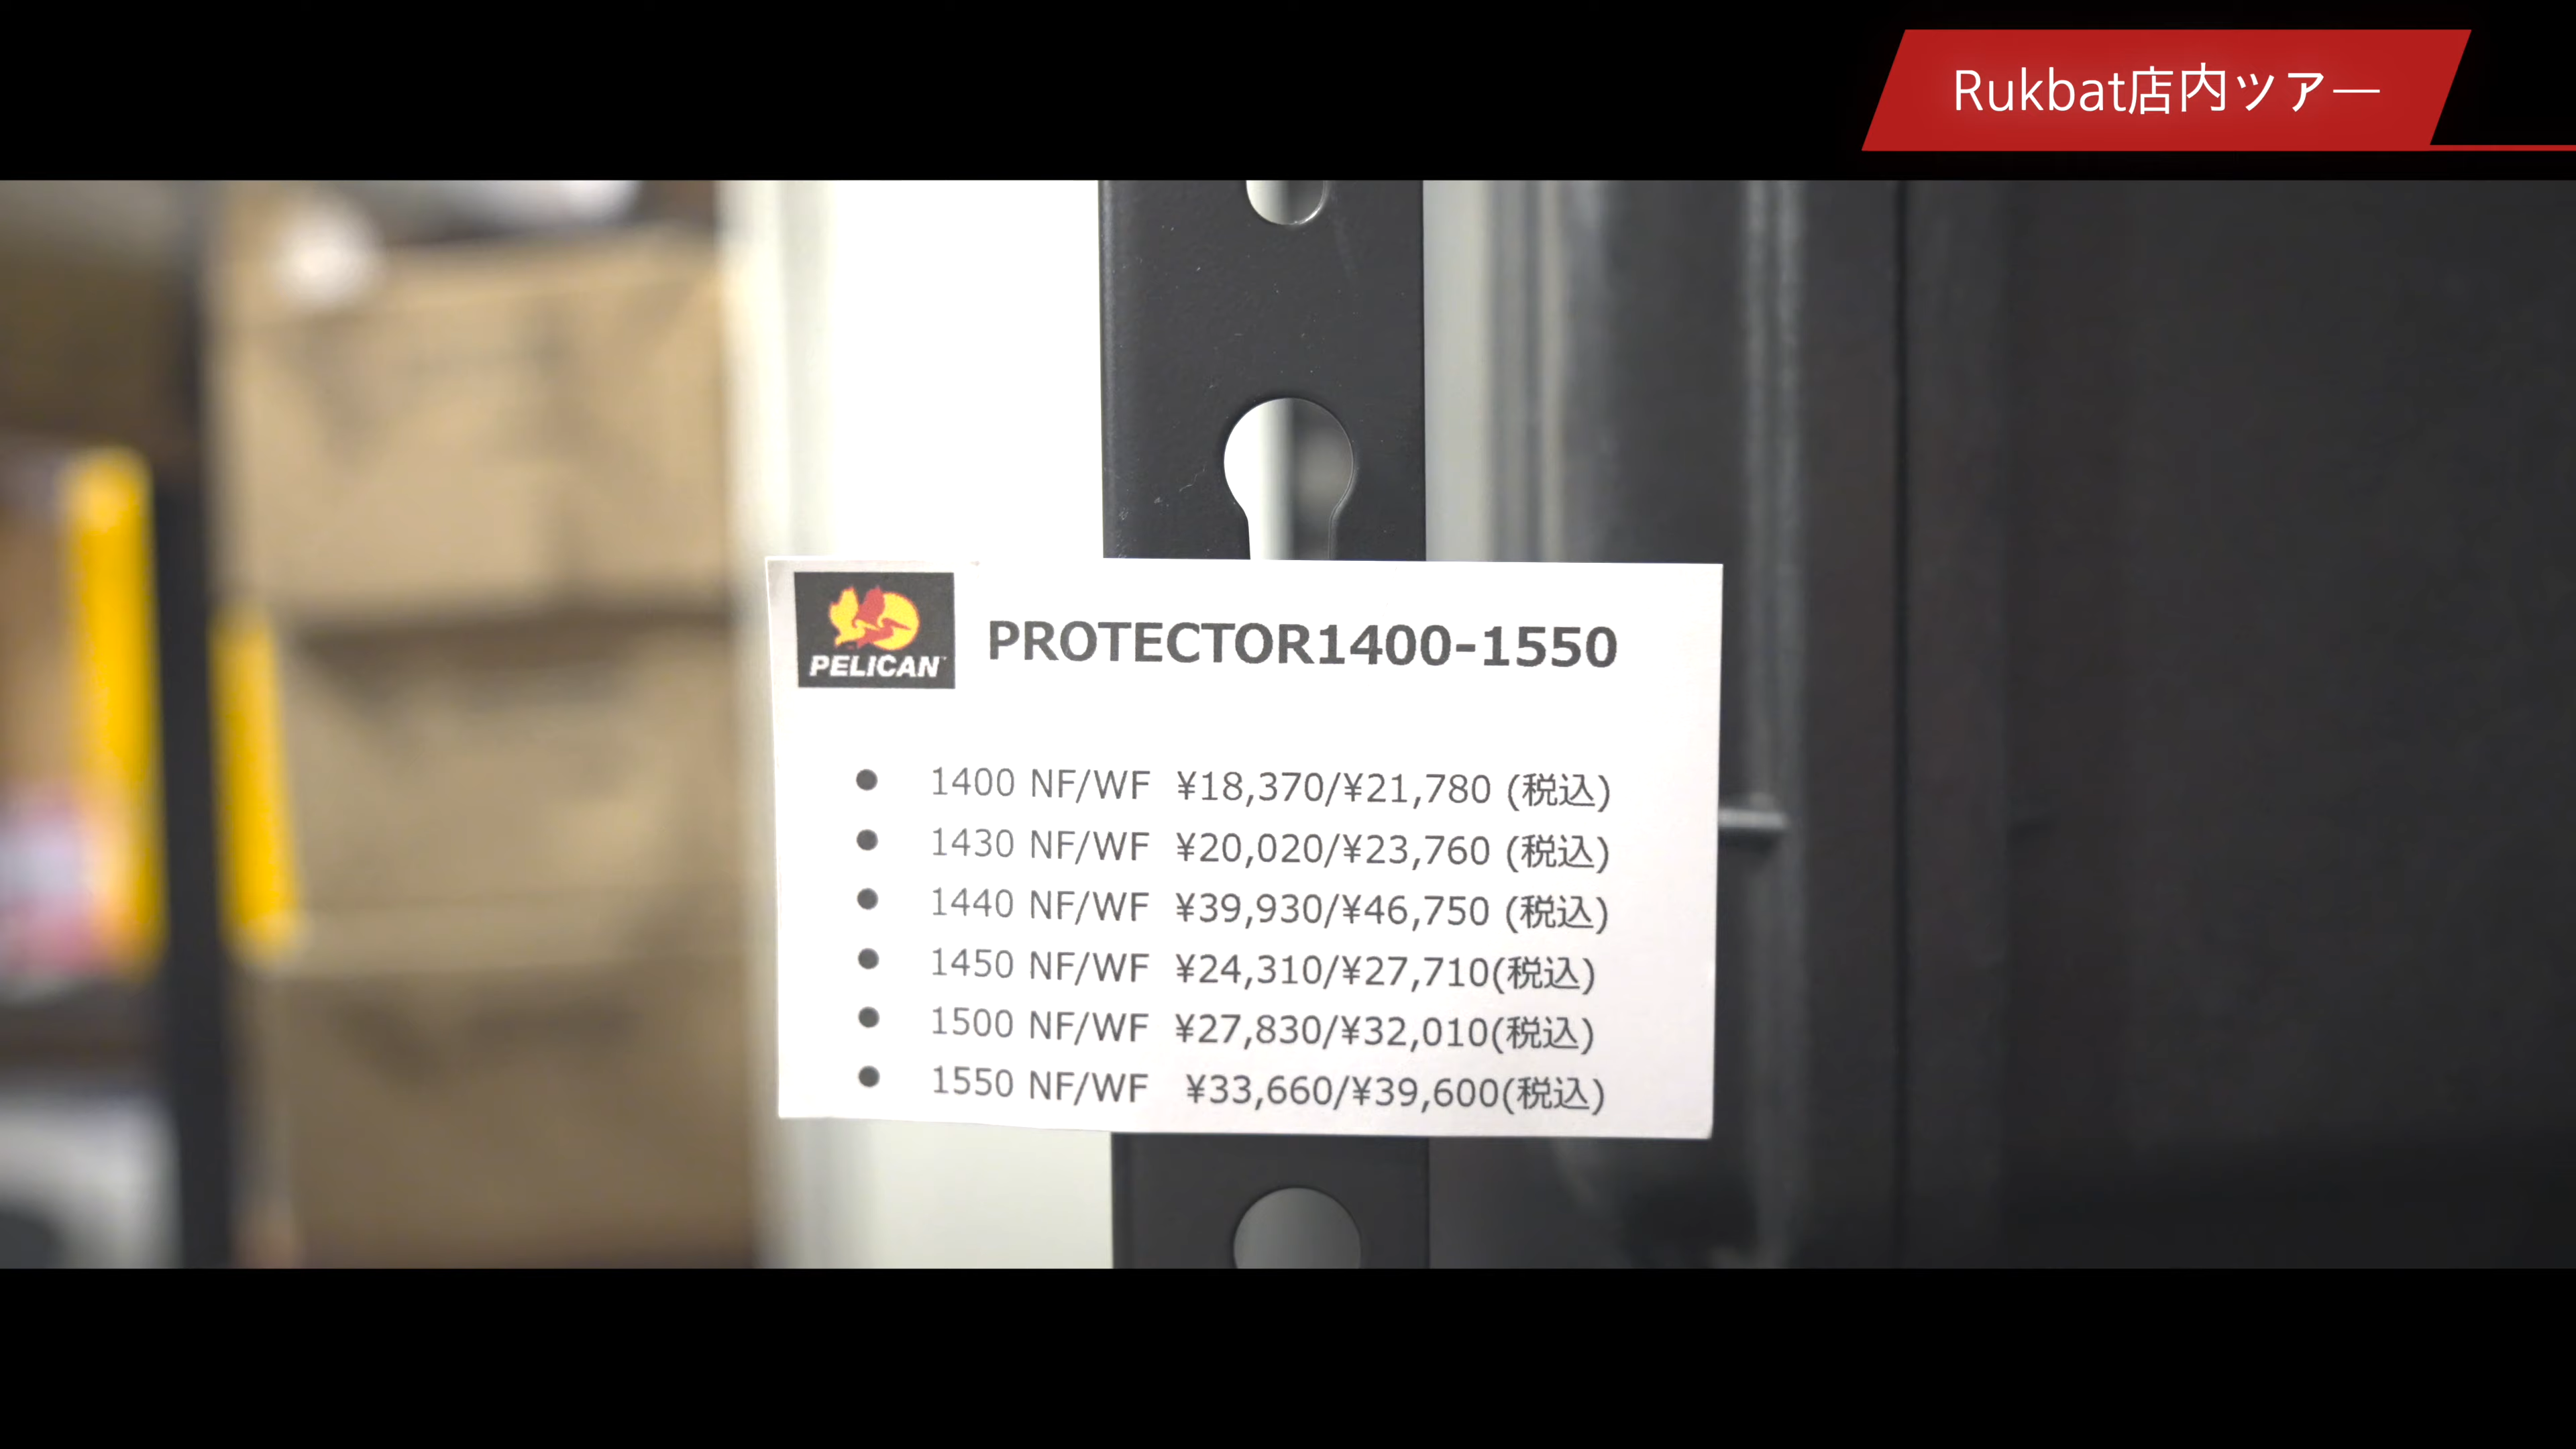 Rukbat店内ツアー
PELICAN™
PROTECTOR1400-1550
● 1400 NF/WF ¥18,370/¥21,780 (税込)
● 1430 NF/WF ¥20,020/¥23,760 (税込)
● 1440 NF/WF ¥39,930/¥46,750 (税込)
● 1450 NF/WF ¥24,310/¥27,710(税込)
● 1500 NF/WF ¥27,830/¥32,010(税込)
● 1550 NF/WF ¥33,660/¥39,600(税込)